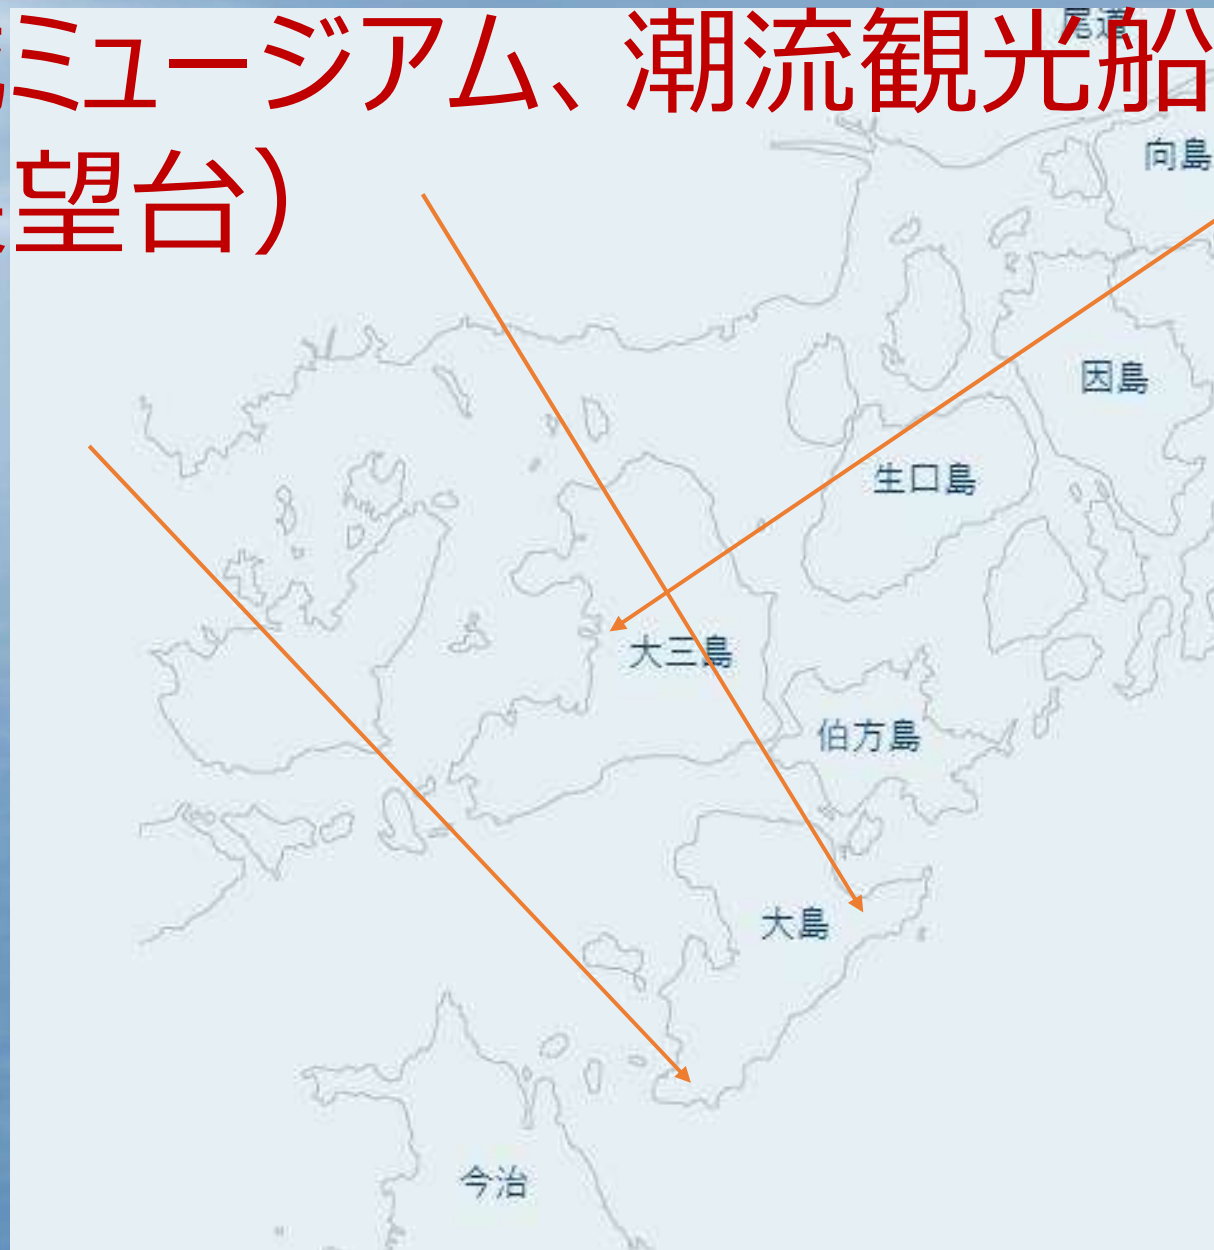 ミュージアム、潮流観光船
望台）
尾道
向島
因島
生口島
大三島
伯方島
大島
今治